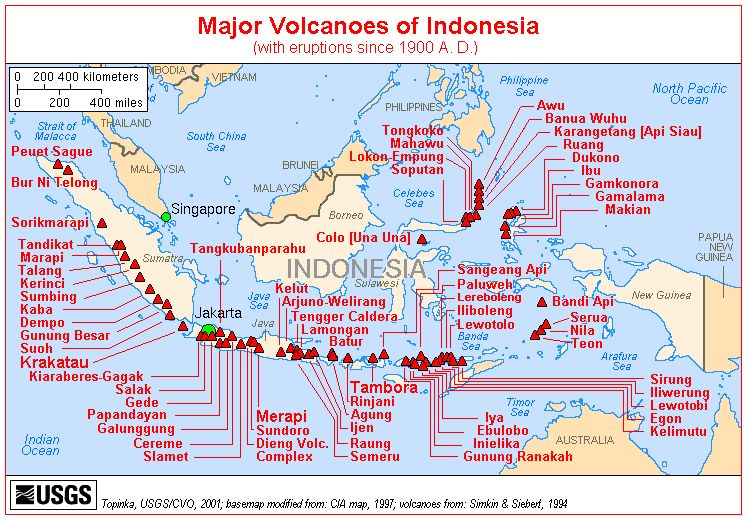 Major Volcanoes of Indonesia
(with eruptions since 1900 A. D.)
0 200 400 kilometers
0 200 400 miles
CAMBODIA
VIETNAM
THAILAND
Strait of
Malacca
South China
Sea
PHILIPPINES
Philippine
Sea
North Pacific
Ocean
MALAYSIA
BRUNEI
MALAYSIA
Celebes
Sea
Borneo
Singapore
Sumatra
INDONESIA
Sulawesi
Java
Sea
Java
Jakarta
Banda
Sea
New Guinea
PAPUA
NEW
GUINEA
Arafura
Sea
Timor
Sea
AUSTRALIA
Indian
Ocean
Peuet Sague
Bur Ni Telong
Sorikmarapi
Tandikat
Marapi
Talang
Kerinci
Sumbing
Kaba
Dempo
Gunung Besar
Suoh
Krakatau
Kiaraberes-Gagak
Salak
Gede
Papandayan
Galunggung
Cereme
Slamet
Tangkubanparahu
Merapi
Sundoro
Dieng Volc.
Complex
Kelut
Arjuno-Welirang
Tengger Caldera
Lamongan
Batur
Tambora
Rinjani
Agung
Ijen
Raung
Semeru
Colo [Una Una]
Tongkoko
Mahawu
Lokon-Empung
Soputan
Awu
Banua Wuhu
Karangetang [Api Siau]
Ruang
Dukono
Ibu
Gamkonora
Gamalama
Makian
Sangeang Api
Paluweh
Lereboleng
Iliboleng
Lewotolo
Bandi Api
Serua
Nila
Teon
Sirung
Iliwerung
Lewotobi
Egon
Kelimutu
Iya
Ebulobo
Inielika
Gunung Ranakah
USGS
Topinka, USGS/CVO, 2001; basemap modified from: CIA map, 1997; volcanoes from: Simkin & Siebert, 1994